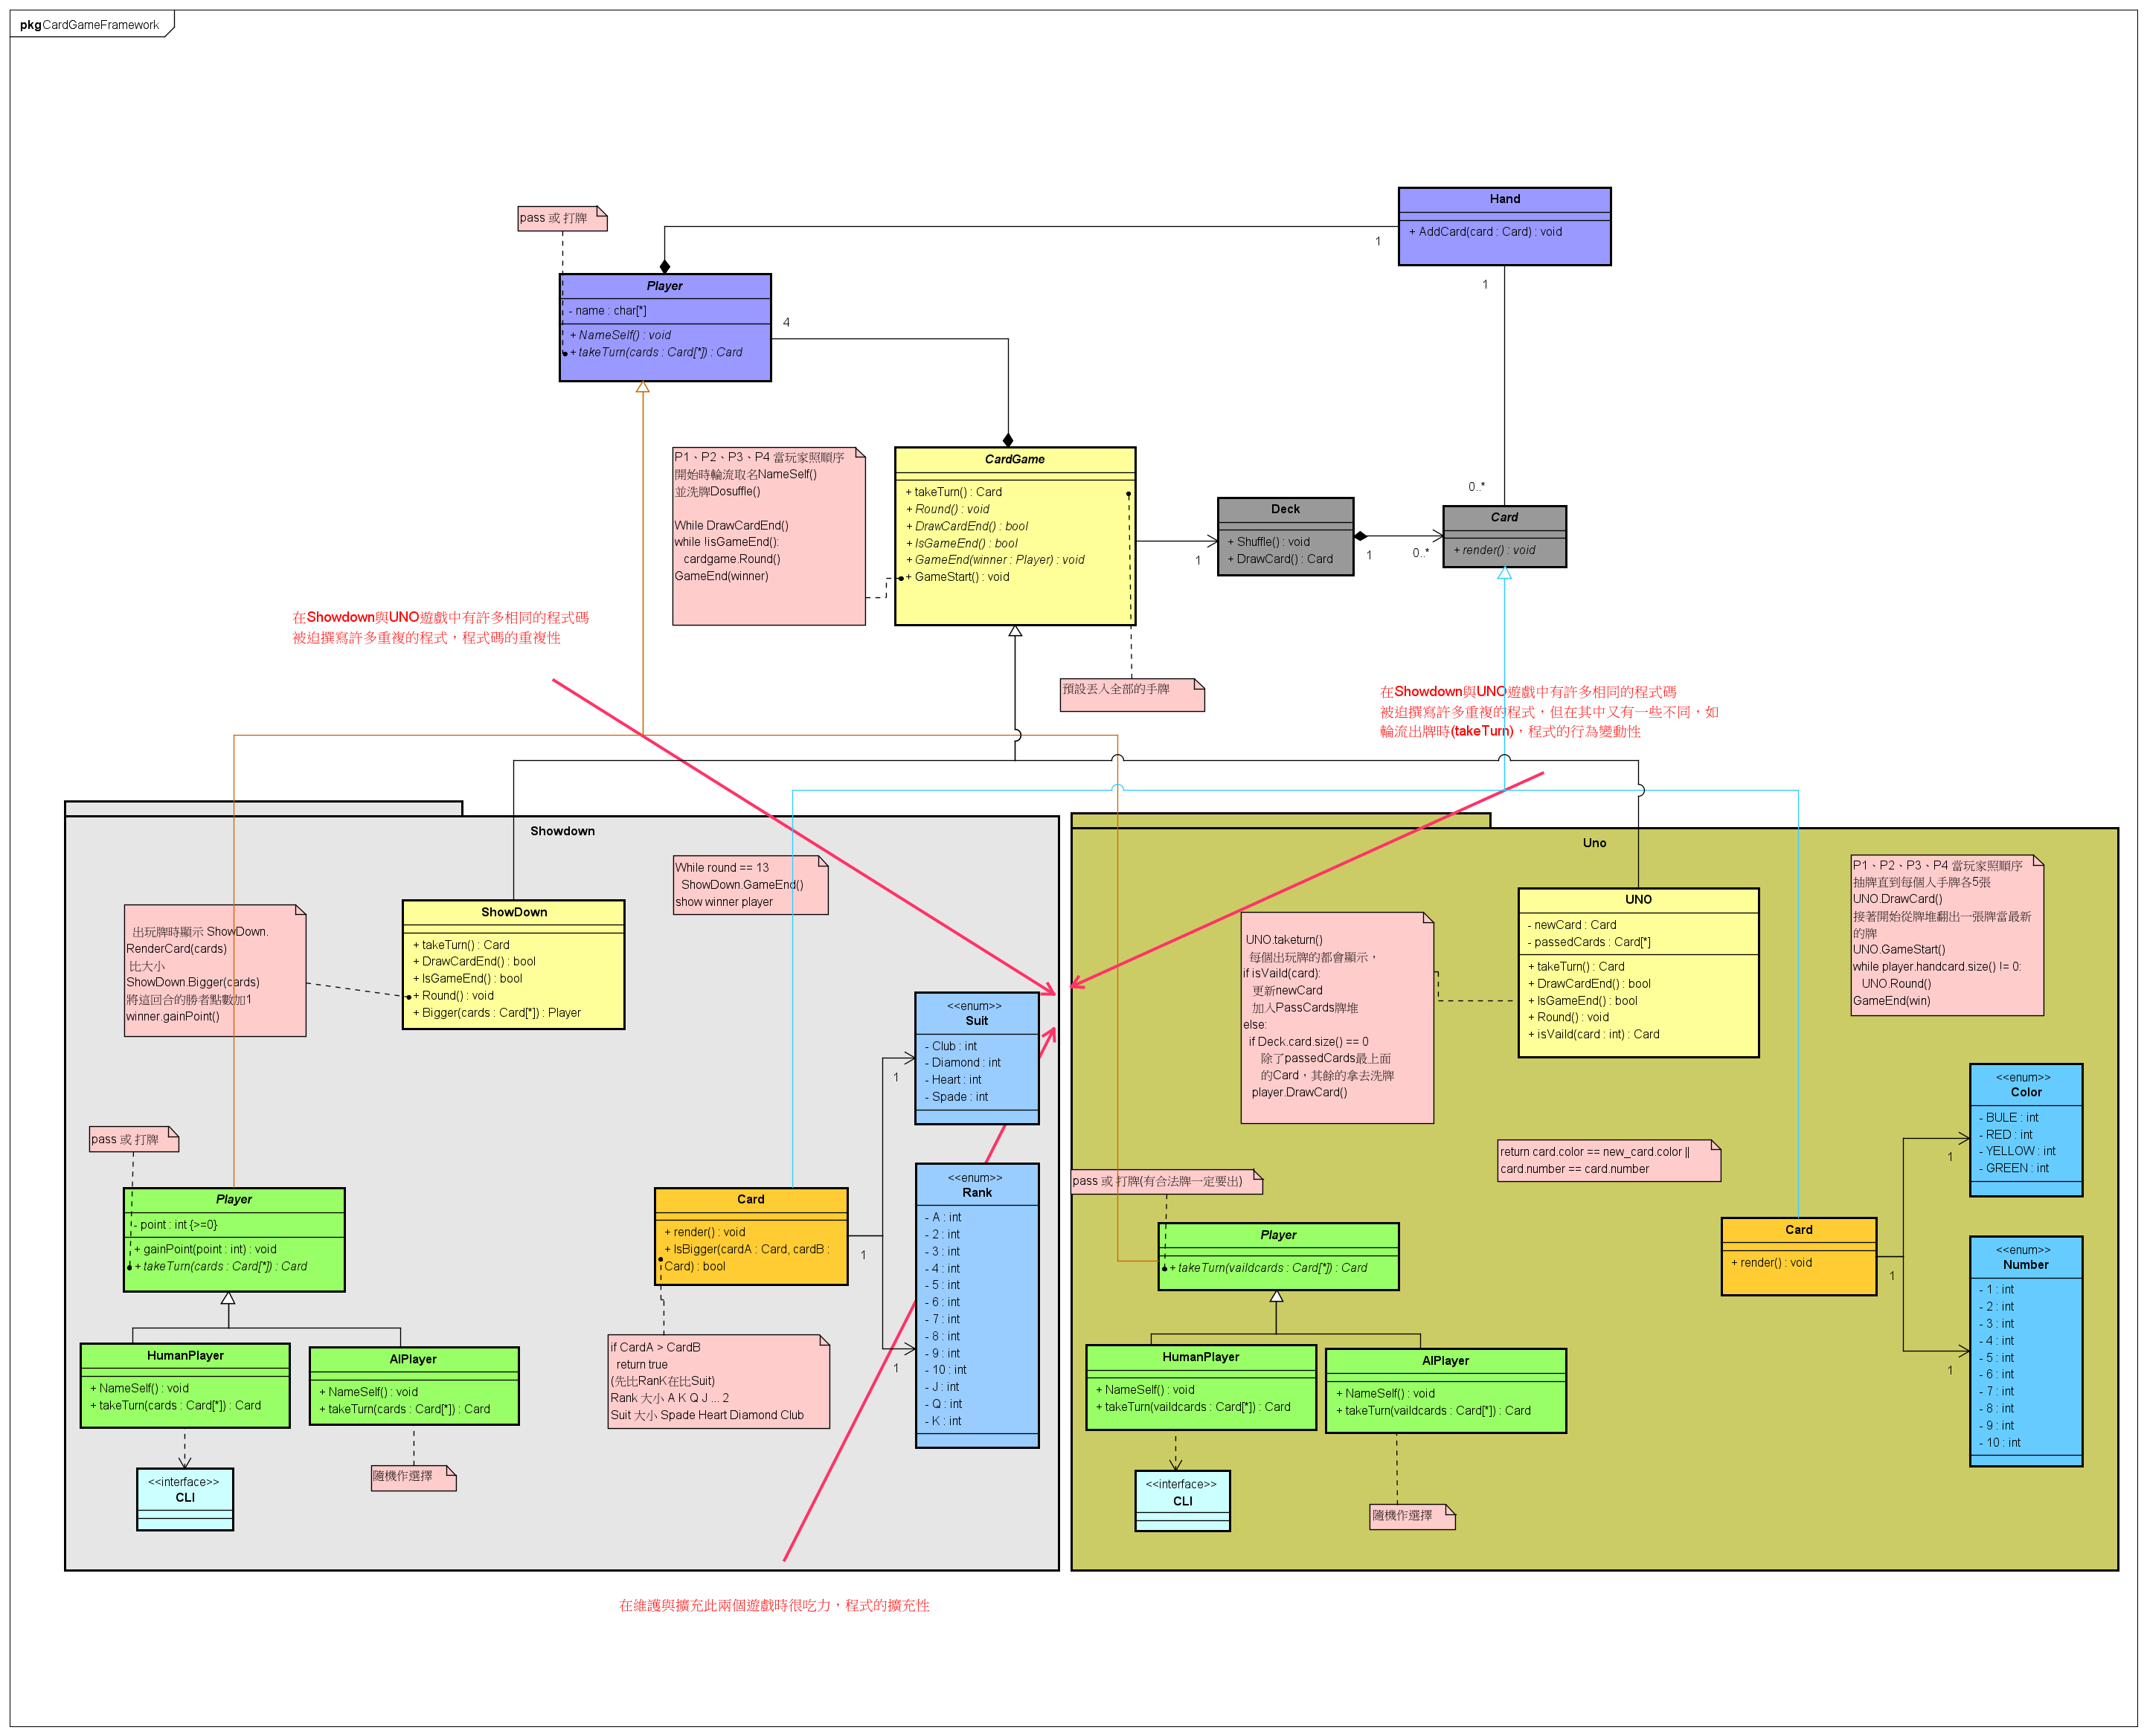 pkg CardGameFramework
Hand
+ AddCard(card : Card) : void
1
1
pass 或 打牌
Player
- name : char[*]
+ NameSelf() : void
+ takeTurn(cards : Card[*]) : Card
4
P1、P2、P3、P4 當玩家照順序
開始時輪流取名NameSelf()
並洗牌Dosuffle()
While DrawCardEnd()
while !isGameEnd():
cardgame.Round()
GameEnd(winner)
CardGame
+ takeTurn() : Card
+ Round() : void
+ DrawCardEnd() : bool
+ IsGameEnd() : bool
+ GameEnd(winner : Player) : void
+ GameStart() : void
1
Deck
+ Shuffle() : void
+ DrawCard() : Card
1
0..*
0..*
Card
+ render() : void
預設丟入全部的手牌
在Showdown與UNO遊戲中有許多相同的程式碼
被迫撰寫許多重複的程式，程式碼的重複性
在Showdown與UNO遊戲中有許多相同的程式碼
被迫撰寫許多重複的程式，但在其中又有一些不同，如
輪流出牌時(takeTurn)，程式的行為變動性
Showdown
While round == 13
ShowDown.GameEnd()
show winner player
出玩牌時顯示 ShowDown.
RenderCard(cards)
比大小
ShowDown.Bigger(cards)
將這回合的勝者點數加1
winner.gainPoint()
ShowDown
+ takeTurn() : Card
+ DrawCardEnd() : bool
+ IsGameEnd() : bool
+ Round() : void
+ Bigger(cards : Card[*]) : Player
<<enum>>
Suit
- Club : int
- Diamond : int
- Heart : int
- Spade : int
1
<<enum>>
Rank
- A : int
- 2 : int
- 3 : int
- 4 : int
- 5 : int
- 6 : int
- 7 : int
- 8 : int
- 9 : int
- 10 : int
- J : int
- Q : int
- K : int
1
pass 或 打牌
Player
- point : int {>=0}
+ gainPoint(point : int) : void
+ takeTurn(cards : Card[*]) : Card
Card
+ render() : void
+ IsBigger(cardA : Card, cardB :
Card) : bool
1
HumanPlayer
+ NameSelf() : void
+ takeTurn(cards : Card[*]) : Card
AIPlayer
+ NameSelf() : void
+ takeTurn(cards : Card[*]) : Card
if CardA > CardB
return true
(先比RanK在比Suit)
Rank 大小 A K Q J ... 2
Suit 大小 Spade Heart Diamond Club
<<interface>>
CLI
隨機作選擇
Uno
UNO
- newCard : Card
- passedCards : Card[*]
+ takeTurn() : Card
+ DrawCardEnd() : bool
+ IsGameEnd() : bool
+ Round() : void
+ isVaild(card : int) : Card
P1、P2、P3、P4 當玩家照順序
抽牌直到每個人手牌各5張
UNO.DrawCard()
接著開始從牌堆翻出一張牌當最新
的牌
UNO.GameStart()
while player.handcard.size() != 0:
UNO.Round()
GameEnd(win)
UNO.taketurn()
每個出玩牌的都會顯示，
if isVaild(card):
更新newCard
加入PassCards牌堆
else:
if Deck.card.size() == 0
除了passedCards最上面
的Card，其餘的拿去洗牌
player.DrawCard()
<<enum>>
Color
- BULE : int
- RED : int
- YELLOW : int
- GREEN : int
1
return card.color == new_card.color ||
card.number == card.number
pass 或 打牌(有合法牌一定要出)
Player
+ takeTurn(vaildcards : Card[*]) : Card
Card
+ render() : void
1
<<enum>>
Number
- 1 : int
- 2 : int
- 3 : int
- 4 : int
- 5 : int
- 6 : int
- 7 : int
- 8 : int
- 9 : int
- 10 : int
1
HumanPlayer
+ NameSelf() : void
+ takeTurn(vaildcards : Card[*]) : Card
AIPlayer
+ NameSelf() : void
+ takeTurn(vaildcards : Card[*]) : Card
<<interface>>
CLI
隨機作選擇
在維護與擴充此兩個遊戲時很吃力，程式的擴充性